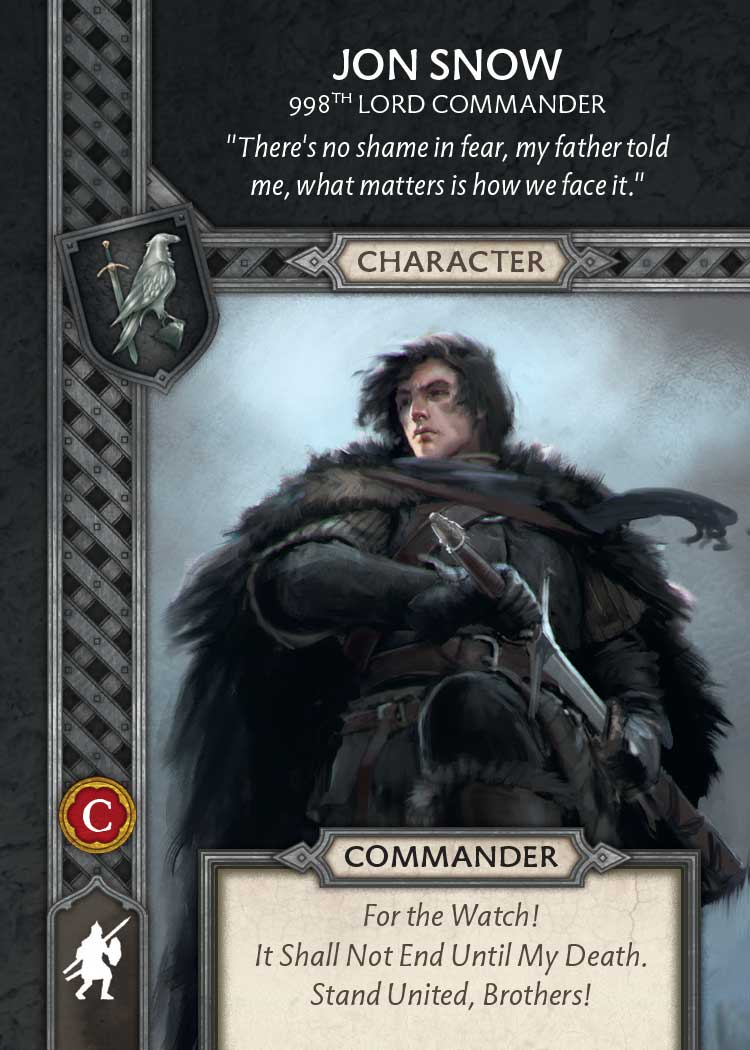 JON SNOW
998TH LORD COMMANDER
"There's no shame in fear, my father told
me, what matters is how we face it."
CHARACTER
C
COMMANDER
For the Watch!
It Shall Not End Until My Death.
Stand United, Brothers!